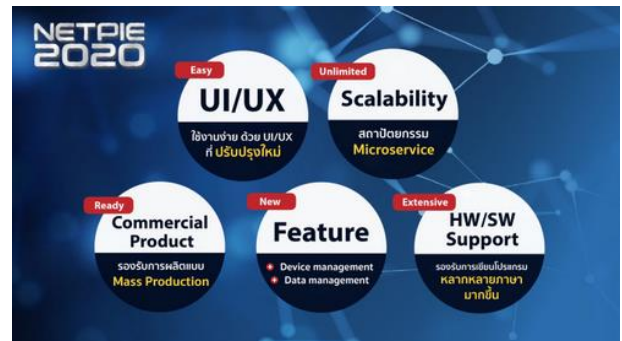 NETPIE
2020
Easy
UI/UX
ใช้งานง่าย ด้วย UI/UX
ที่ ปรับปรุงใหม่
Unlimited
Scalability
สถาปัตยกรรม
Microservice
Ready
Commercial
Product
รองรับการผลิตแบบ
Mass Production
New
Feature
Device management
Data management
Extensive
HW/SW
Support
รองรับการเขียนโปรแกรม
หลากหลายภาษา
มากขึ้น